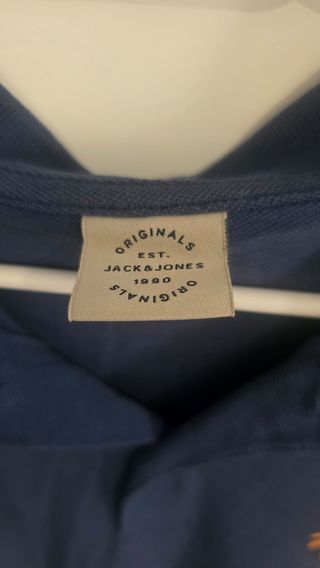 ORIGINALS
EST.
JACK&JONES
1990
ORIGINALS